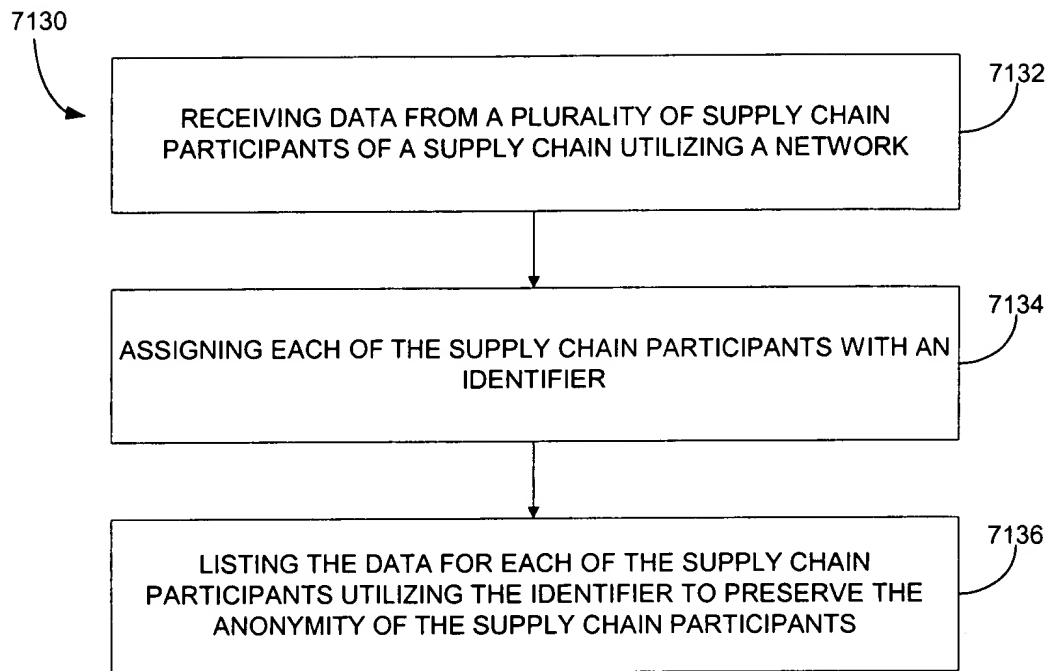 7130
7132
RECEIVING DATA FROM A PLURALITY OF SUPPLY CHAIN
PARTICIPANTS OF A SUPPLY CHAIN UTILIZING A NETWORK
7134
ASSIGNING EACH OF THE SUPPLY CHAIN PARTICIPANTS WITH AN
IDENTIFIER
7136
LISTING THE DATA FOR EACH OF THE SUPPLY CHAIN
PARTICIPANTS UTILIZING THE IDENTIFIER TO PRESERVE THE
ANONYMITY OF THE SUPPLY CHAIN PARTICIPANTS